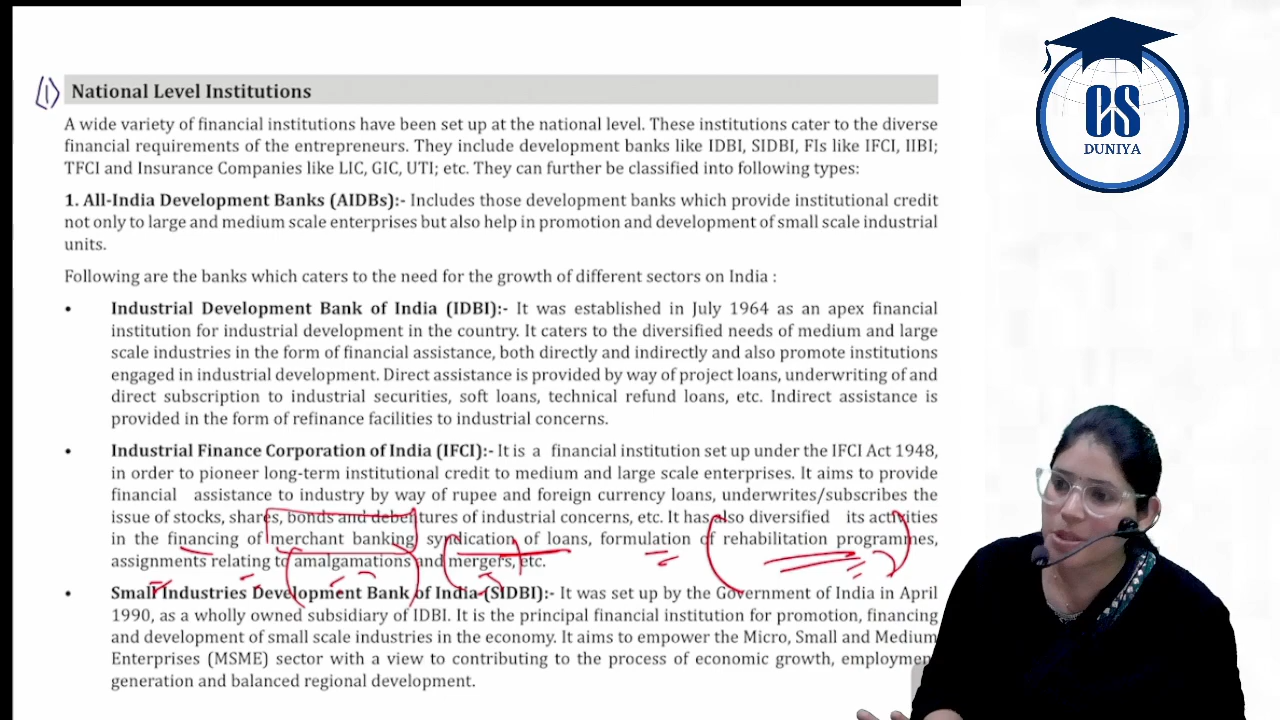 (1) National Level Institutions
A wide variety of financial institutions have been set up at the national level. These institutions cater to the diverse
financial requirements of the entrepreneurs. They include development banks like IDBI, SIDBI, FIs like IFCI, IIBI;
TFCI and Insurance Companies like LIC, GIC, UTI; etc. They can further be classified into following types:
1. All-India Development Banks (AIDBs):- Includes those development banks which provide institutional credit
not only to large and medium scale enterprises but also help in promotion and development of small scale industrial
units.
Following are the banks which caters to the need for the growth of different sectors on India :
• Industrial Development Bank of India (IDBI):- It was established in July 1964 as an apex financial
institution for industrial development in the country. It caters to the diversified needs of medium and large
scale industries in the form of financial assistance, both directly and indirectly and also promote institutions
engaged in industrial development. Direct assistance is provided by way of project loans, underwriting of and
direct subscription to industrial securities, soft loans, technical refund loans, etc. Indirect assistance is
provided in the form of refinance facilities to industrial concerns.
• Industrial Finance Corporation of India (IFCI):- It is a financial institution set up under the IFCI Act 1948,
in order to pioneer long-term institutional credit to medium and large scale enterprises. It aims to provide
financial assistance to industry by way of rupee and foreign currency loans, underwrites/subscribes the
issue of stocks, shares, bonds and debentures of industrial concerns, etc. It has also diversified its activities
in the financing of merchant banking syndication of loans, formulation of rehabilitation programmes,
assignments relating to amalgamations and mergers, etc.
• Small Industries Development Bank of India (SIDBI):- It was set up by the Government of India in April
1990, as a wholly owned subsidiary of IDBI. It is the principal financial institution for promotion, financing
and development of small scale industries in the economy. It aims to empower the Micro, Small and Medium
Enterprises (MSME) sector with a view to contributing to the process of economic growth, employment
generation and balanced regional development.
CS
DUNIYA